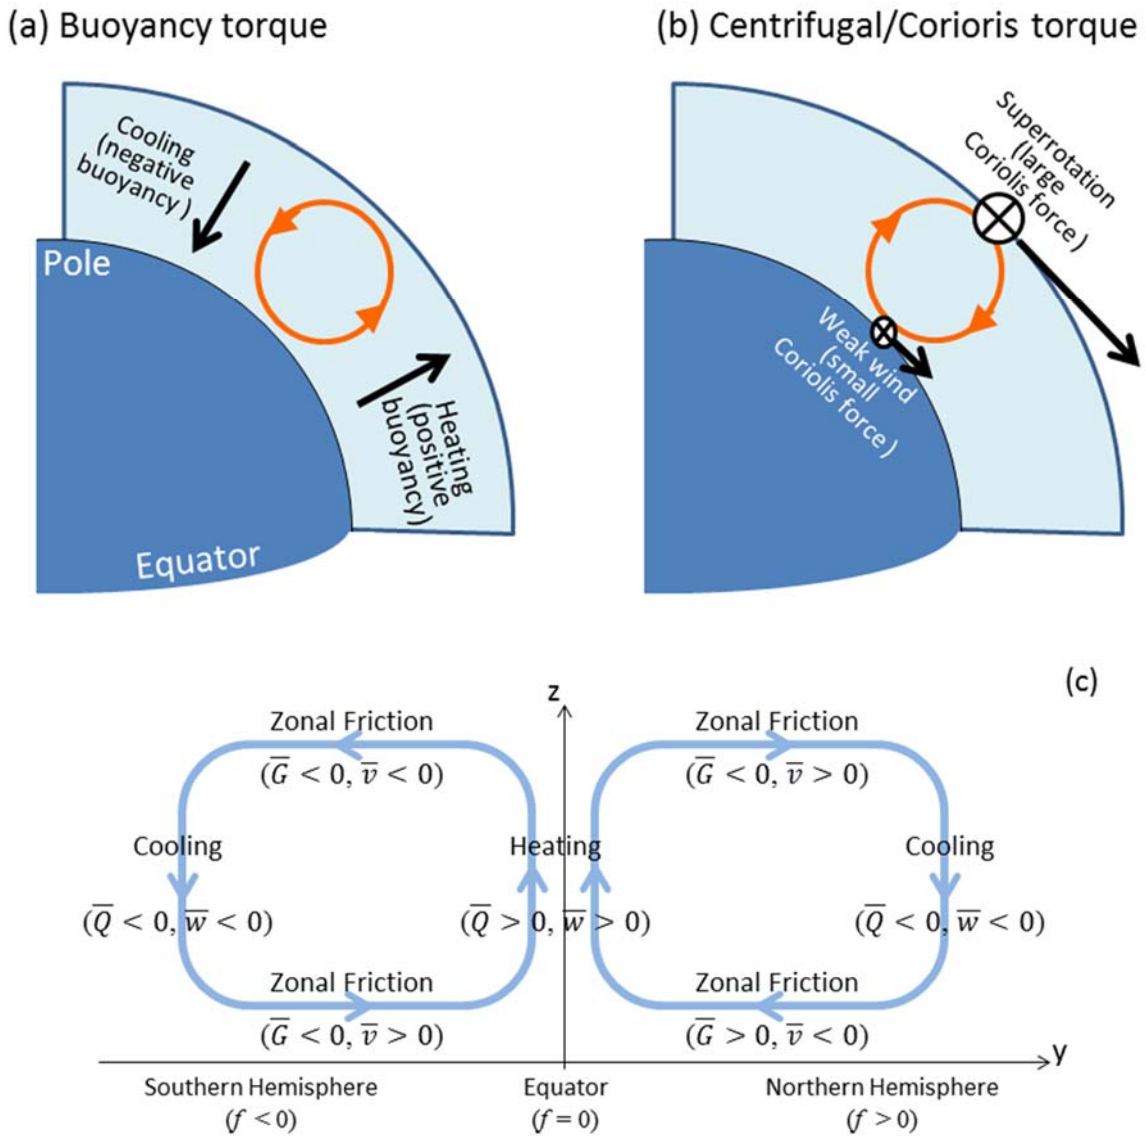 (a) Buoyancy torque
Cooling
(negative
buoyancy)
Pole
Heating
(positive
buoyancy)
Equator
(b) Centrifugal/Corioris torque
Superrotation
(large
Coriolis force)
Weak wind
(small
Coriolis force)
(c)
z
Zonal Friction
(G̅ < 0, v̅ < 0)
Zonal Friction
(G̅ < 0, v̅ > 0)
Cooling
(Q̅ < 0, w̅ < 0)
Heating
(Q̅ > 0, w̅ > 0)
Cooling
(Q̅ < 0, w̅ < 0)
Zonal Friction
(G̅ < 0, v̅ > 0)
Zonal Friction
(G̅ > 0, v̅ < 0)
y
Southern Hemisphere
(f < 0)
Equator
(f = 0)
Northern Hemisphere
(f > 0)